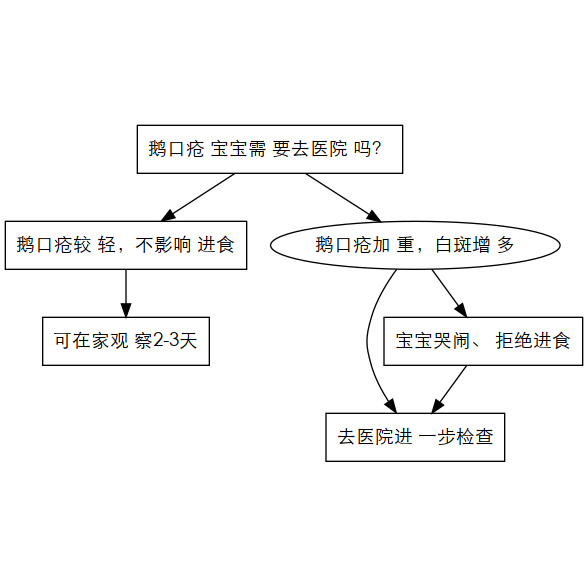 鹅口疮 宝宝需 要去医院 吗？
鹅口疮较 轻，不影响 进食
鹅口疮加 重，白斑增 多
可在家观 察2-3天
宝宝哭闹、 拒绝进食
去医院进 一步检查